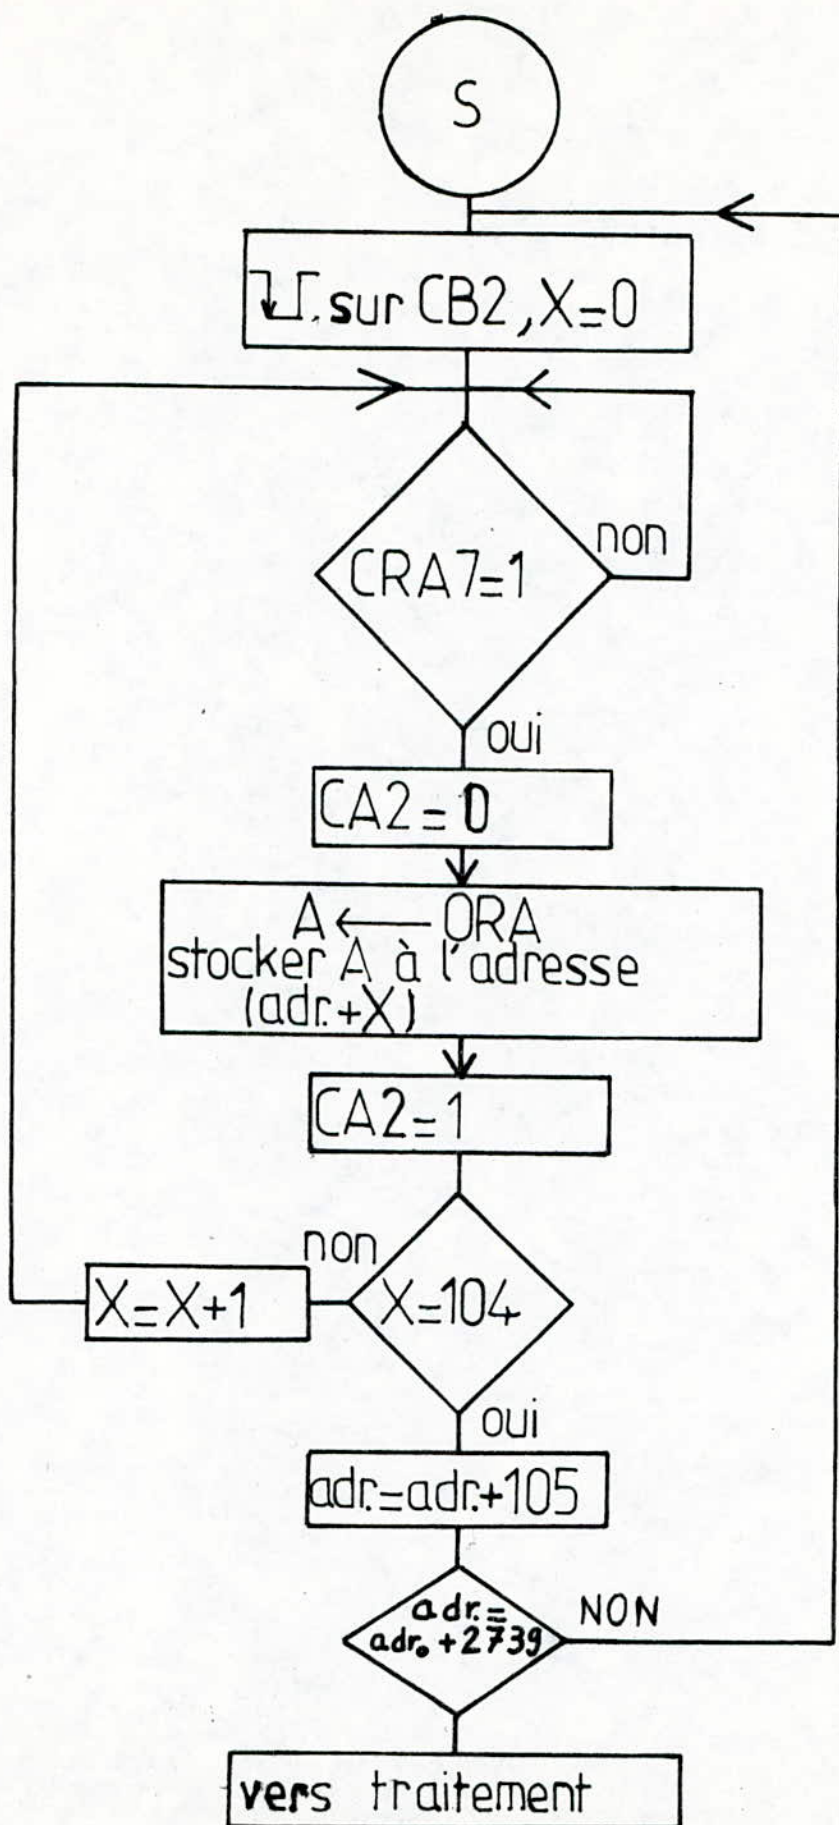 S
sur CB2, X=0
CRA7=1
non
oui
CA2=0
A ← ORA
stocker A à l'adresse
(adr.+X)
CA2=1
non
X=X+1
X=104
oui
adr.=adr.+105
adr.=
adr.+2739
NON
vers traitement